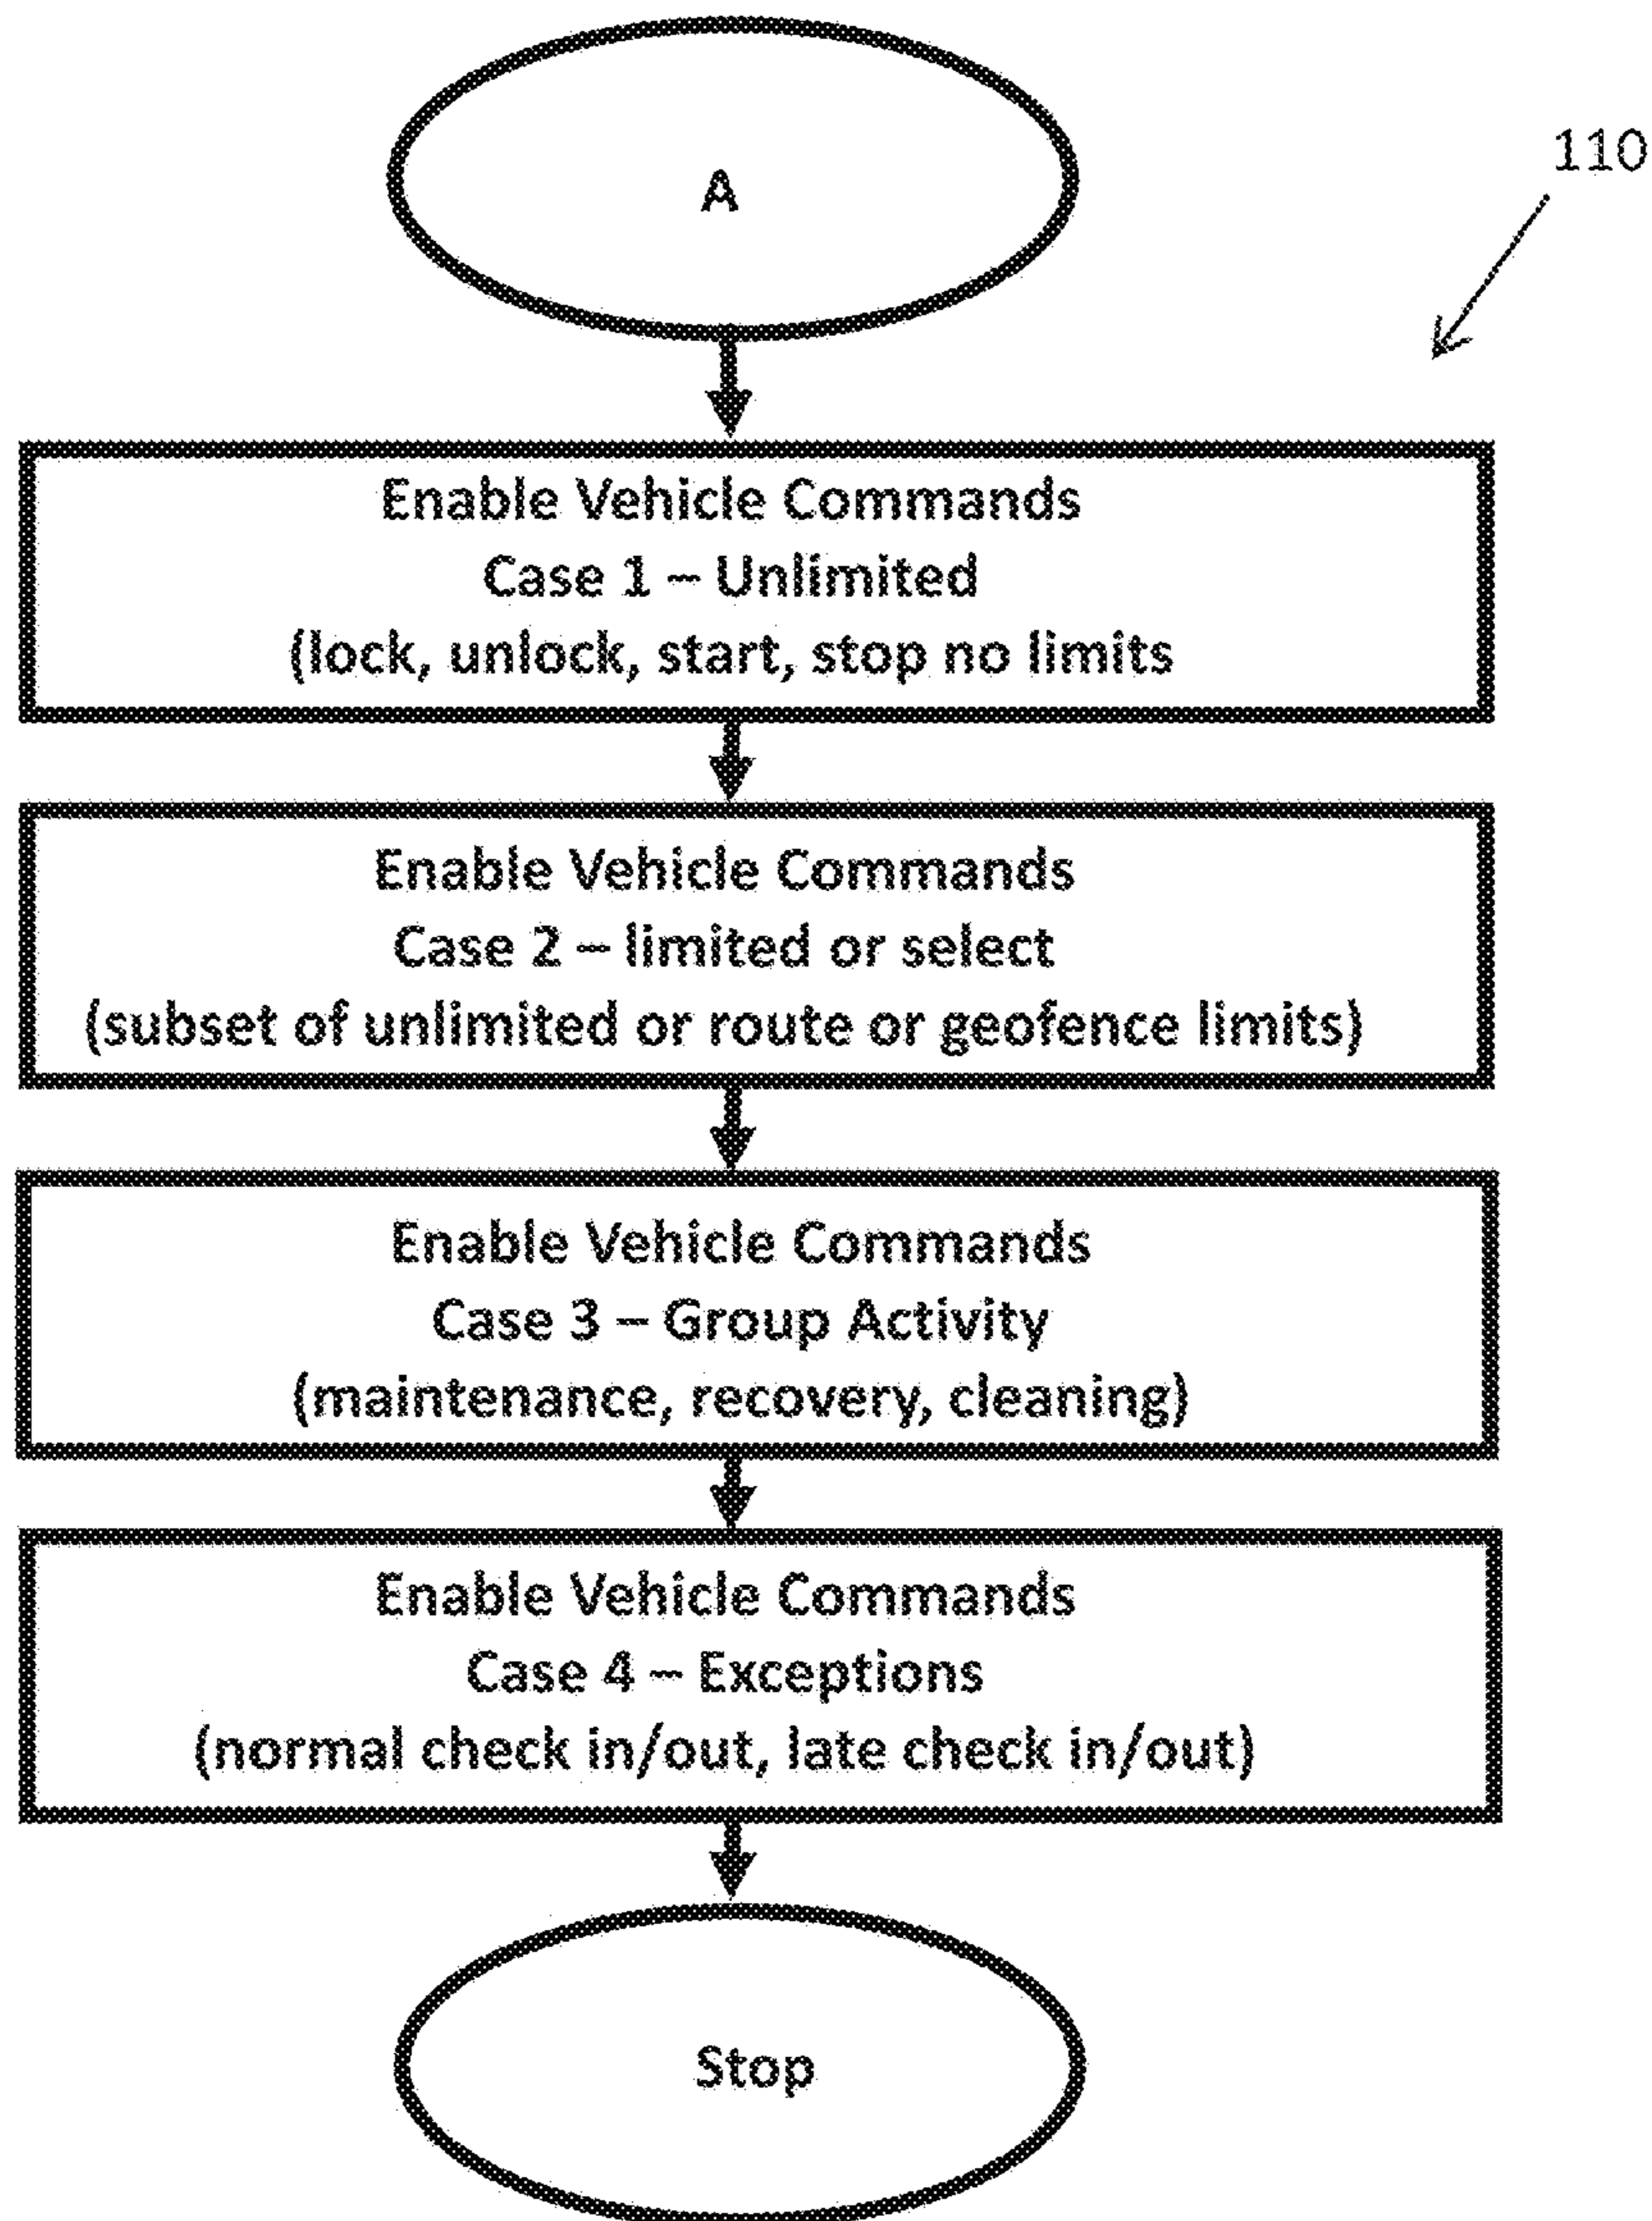 A
110
Enable Vehicle Commands
Case 1 – Unlimited
(lock, unlock, start, stop no limits
Enable Vehicle Commands
Case 2 – limited or select
(subset of unlimited or route or geofence limits)
Enable Vehicle Commands
Case 3 – Group Activity
(maintenance, recovery, cleaning)
Enable Vehicle Commands
Case 4 – Exceptions
(normal check in/out, late check in/out)
Stop